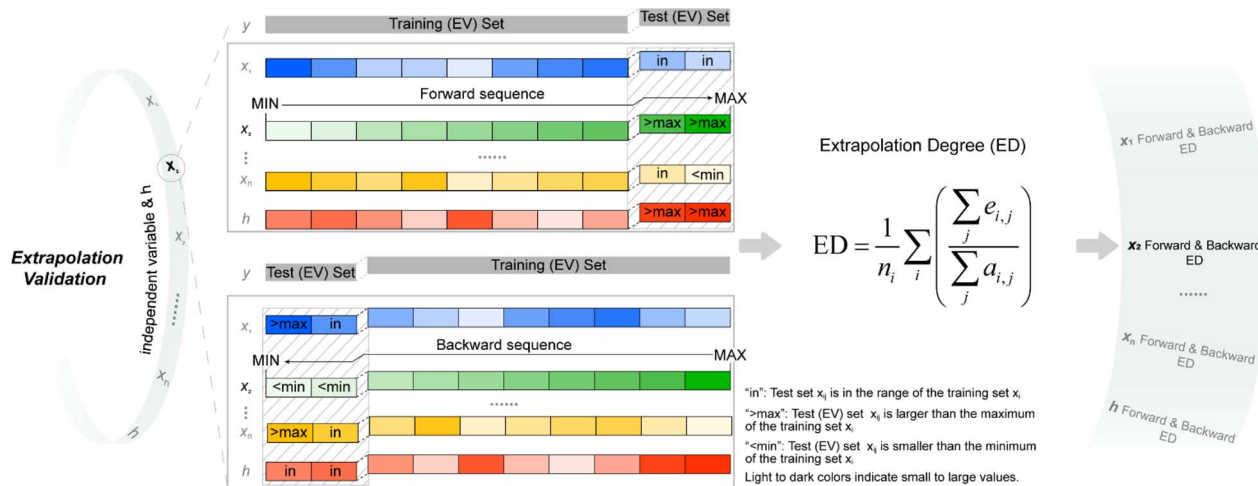 y
Training (EV) Set
Test (EV) Set
x₁
in
in
Forward sequence
MIN
MAX
x₂
>max
>max
......
xₙ
in
<min
h
>max
>max
Extrapolation
Validation
independent variable & h
x₁
x₂
x₂
......
xₙ
h
y
Test (EV) Set
Training (EV) Set
x₁
>max
in
Backward sequence
MIN
MAX
x₂
<min
<min
......
xₙ
>max
in
h
in
in
"in": Test set xᵢⱼ is in the range of the training set xᵢ
">max": Test (EV) set xᵢⱼ is larger than the maximum
of the training set xᵢ
"<min": Test (EV) set xᵢⱼ is smaller than the minimum
of the training set xᵢ
Light to dark colors indicate small to large values.
Extrapolation Degree (ED)
ED = 1/nᵢ ∑ᵢ ( ∑ⱼ eᵢ,ⱼ / ∑ⱼ aᵢ,ⱼ )
x₁ Forward & Backward
ED
x₂ Forward & Backward
ED
......
xₙ Forward & Backward
ED
h Forward & Backward
ED